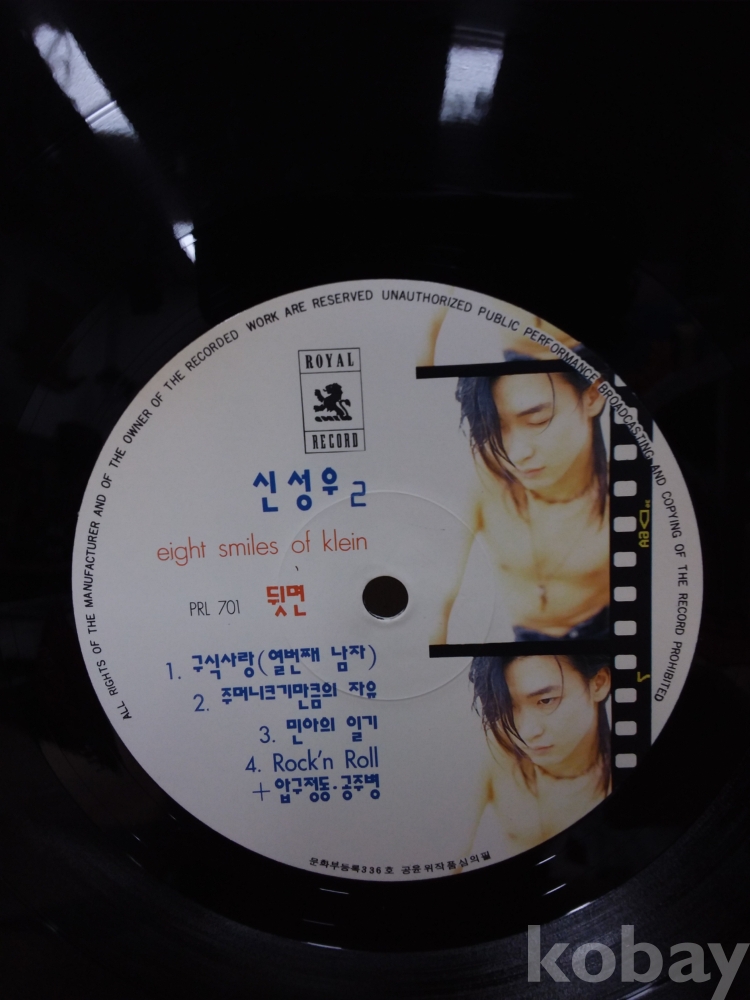 ALL RIGHTS OF THE MANUFACTURER AND OF THE OWNER OF THE RECORDED WORK ARE RESERVED UNAUTHORIZED PUBLIC PERFORMANCE BROADCASTING AND COPYING OF THE RECORD PROHIBITED
ROYAL
RECORD
신성우 2
eight smiles of klein
PRL 701 뒷면
1. 구식사랑(열번째 남자)
2. 주머니크기만큼의 자유
3. 민아의 일기
4. Rock'n Roll
+ 압구정동·공주병
문화부등록336호 공윤위작품심의필
kobay